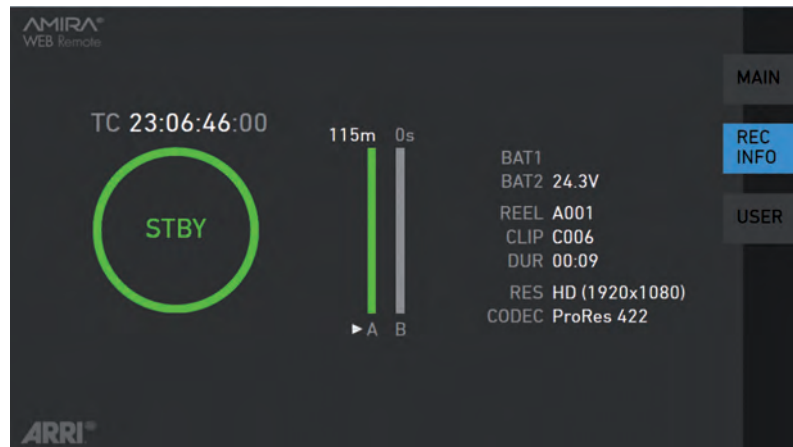 AMIRA®
WEB Remote
TC 23:06:46:00
STBY
115m 0s
A B
BAT1
BAT2 24.3V
REEL A001
CLIP C006
DUR 00:09
RES HD (1920x1080)
CODEC ProRes 422
MAIN
REC
INFO
USER
ARRI®